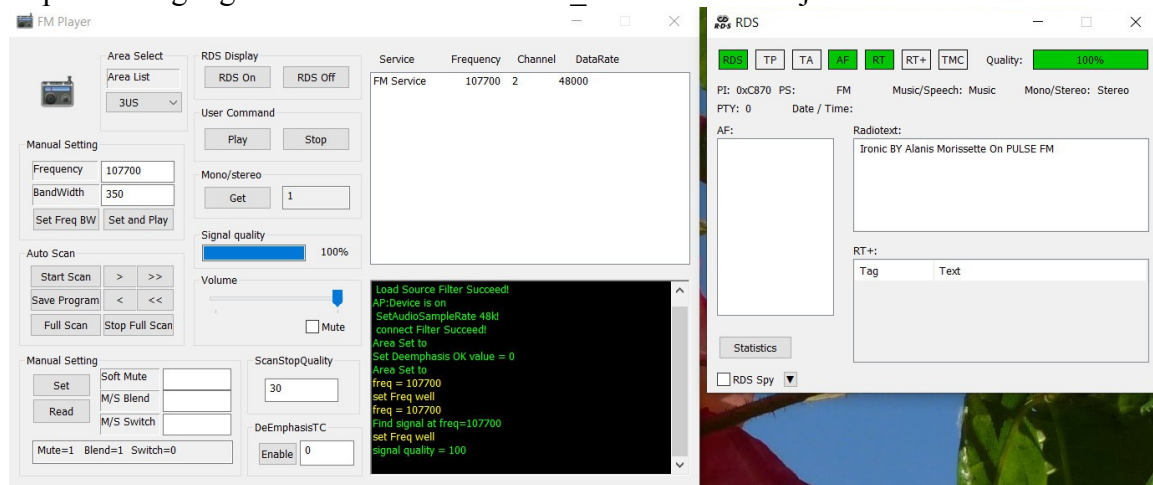 FM Player
Area Select
Area List
3US
RDS Display
RDS On RDS Off
User Command
Play Stop
Manual Setting
Frequency 107700
BandWidth 350
Set Freq BW Set and Play
Mono/stereo
Get 1
Signal quality
100%
Auto Scan
Start Scan > >>
Save Program < <<
Full Scan Stop Full Scan
Volume
Mute
Manual Setting
Set Soft Mute
M/S Blend
Read M/S Switch
Mute=1 Blend=1 Switch=0
ScanStopQuality
30
DeEmphasisTC
Enable 0
Service Frequency Channel DataRate
FM Service 107700 2 48000
Load Source Filter Succeed!
AP:Device is on
SetAudioSampleRate 48k!
connect Filter Succeed!
Area Set to
Set Deemphasis OK value = 0
Area Set to
freq = 107700
set Freq well
freq = 107700
Find signal at freq=107700
set Freq well
signal quality = 100
RDS
RDS TP TA AF RT RT+ TMC Quality: 100%
PI: 0xC870 PS: FM Music/Speech: Music Mono/Stereo: Stereo
PTY: 0 Date / Time:
AF: Radiotext:
Ironic BY Alanis Morissette On PULSE FM
RT+:
Tag Text
Statistics
RDS Spy